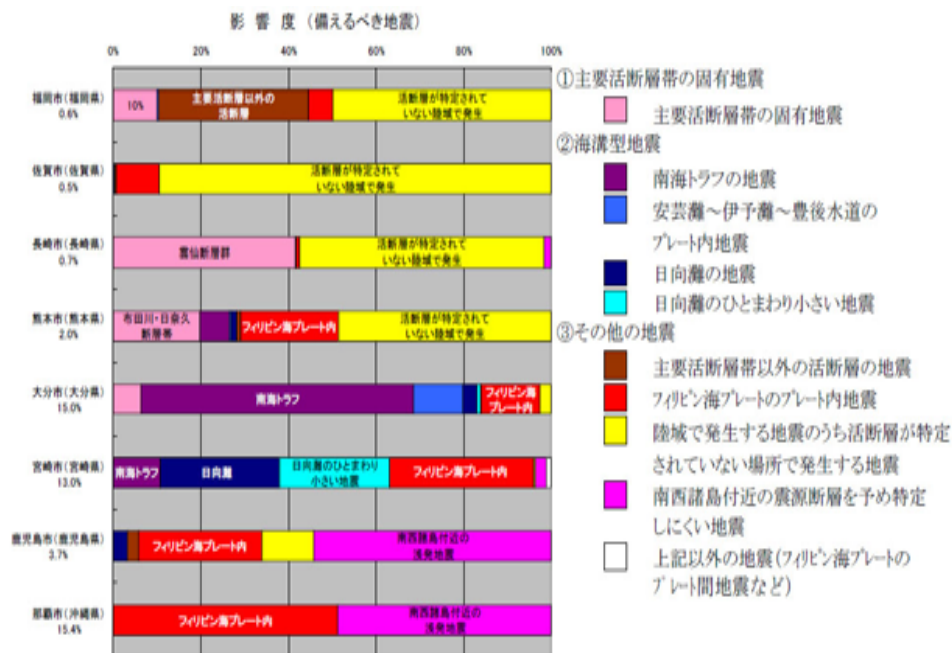 影 響 度 (備えるべき地震)
0%
20%
40%
60%
80%
100%
福岡市(福岡県)
0.6%
10%
主要活断層以外の
活断層
活断層が特定されて
いない陸域で発生
佐賀市(佐賀県)
0.5%
活断層が特定されて
いない陸域で発生
長崎市(長崎県)
0.7%
雲仙断層群
活断層が特定されて
いない陸域で発生
熊本市(熊本県)
2.0%
布田川・日奈久
断層帯
フィリピン海プレート内
活断層が特定されて
いない陸域で発生
大分市(大分県)
15.0%
南海トラフ
フィリピン海
プレート内
宮崎市(宮崎県)
13.0%
南海トラフ
日向灘
日向灘のひとまわり
小さい地震
フィリピン海プレート内
鹿児島市(鹿児島県)
3.7%
フィリピン海プレート内
南西諸島付近の
浅発地震
那覇市(沖縄県)
15.4%
フィリピン海プレート内
南西諸島付近の
浅発地震
①主要活断層帯の固有地震
主要活断層帯の固有地震
②海溝型地震
南海トラフの地震
安芸灘～伊予灘～豊後水道の
プレート内地震
日向灘の地震
日向灘のひとまわり小さい地震
③その他の地震
主要活断層帯以外の活断層の地震
フィリピン海プレートのプレート内地震
陸域で発生する地震のうち活断層が特定
されていない場所で発生する地震
南西諸島付近の震源断層を予め特定
しにくい地震
上記以外の地震(フィリピン海プレートの
プレート間地震など)